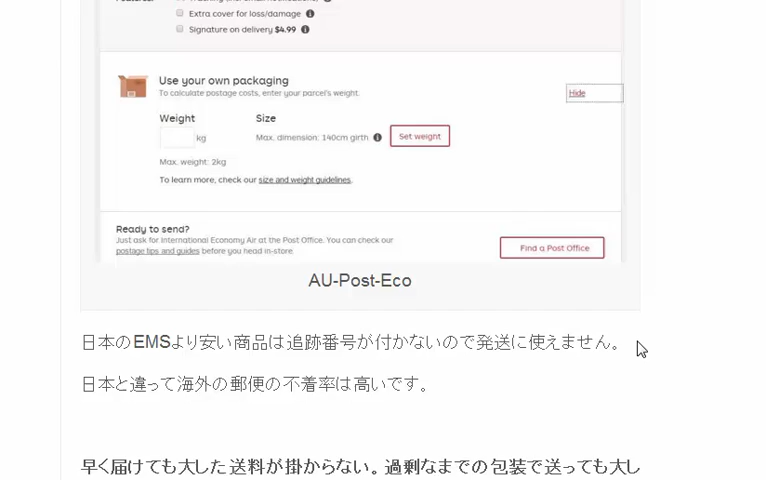 Extra cover for loss/damage
Signature on delivery $4.99
Use your own packaging
To calculate postage costs, enter your parcel's weight.
Hide
Weight Size
kg Max. dimension: 140cm girth Set weight
Max. weight: 2kg
To learn more, check our size and weight guidelines.
Ready to send?
Just ask for International Economy Air at the Post Office. You can check our
postage tips and guides before you head in-store.
Find a Post Office
AU-Post-Eco
日本のEMSより安い商品は追跡番号が付かないので発送に使えません。
日本と違って海外の郵便の不着率は高いです。
早く届けても大した送料が掛からない。過剰なまでの包装で送っても大し